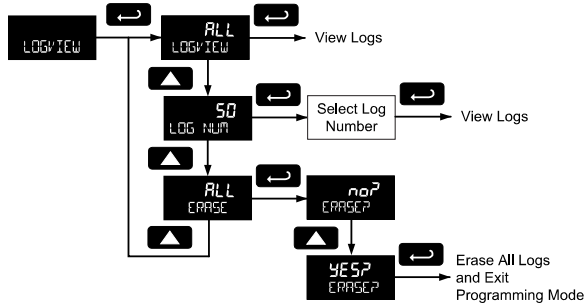 LOGVIEW
ALL
LOGVIEW
View Logs
50
LOG NUM
Select Log
Number
View Logs
ALL
ERASE
no?
ERASE?
YES?
ERASE?
Erase All Logs
and Exit
Programming Mode